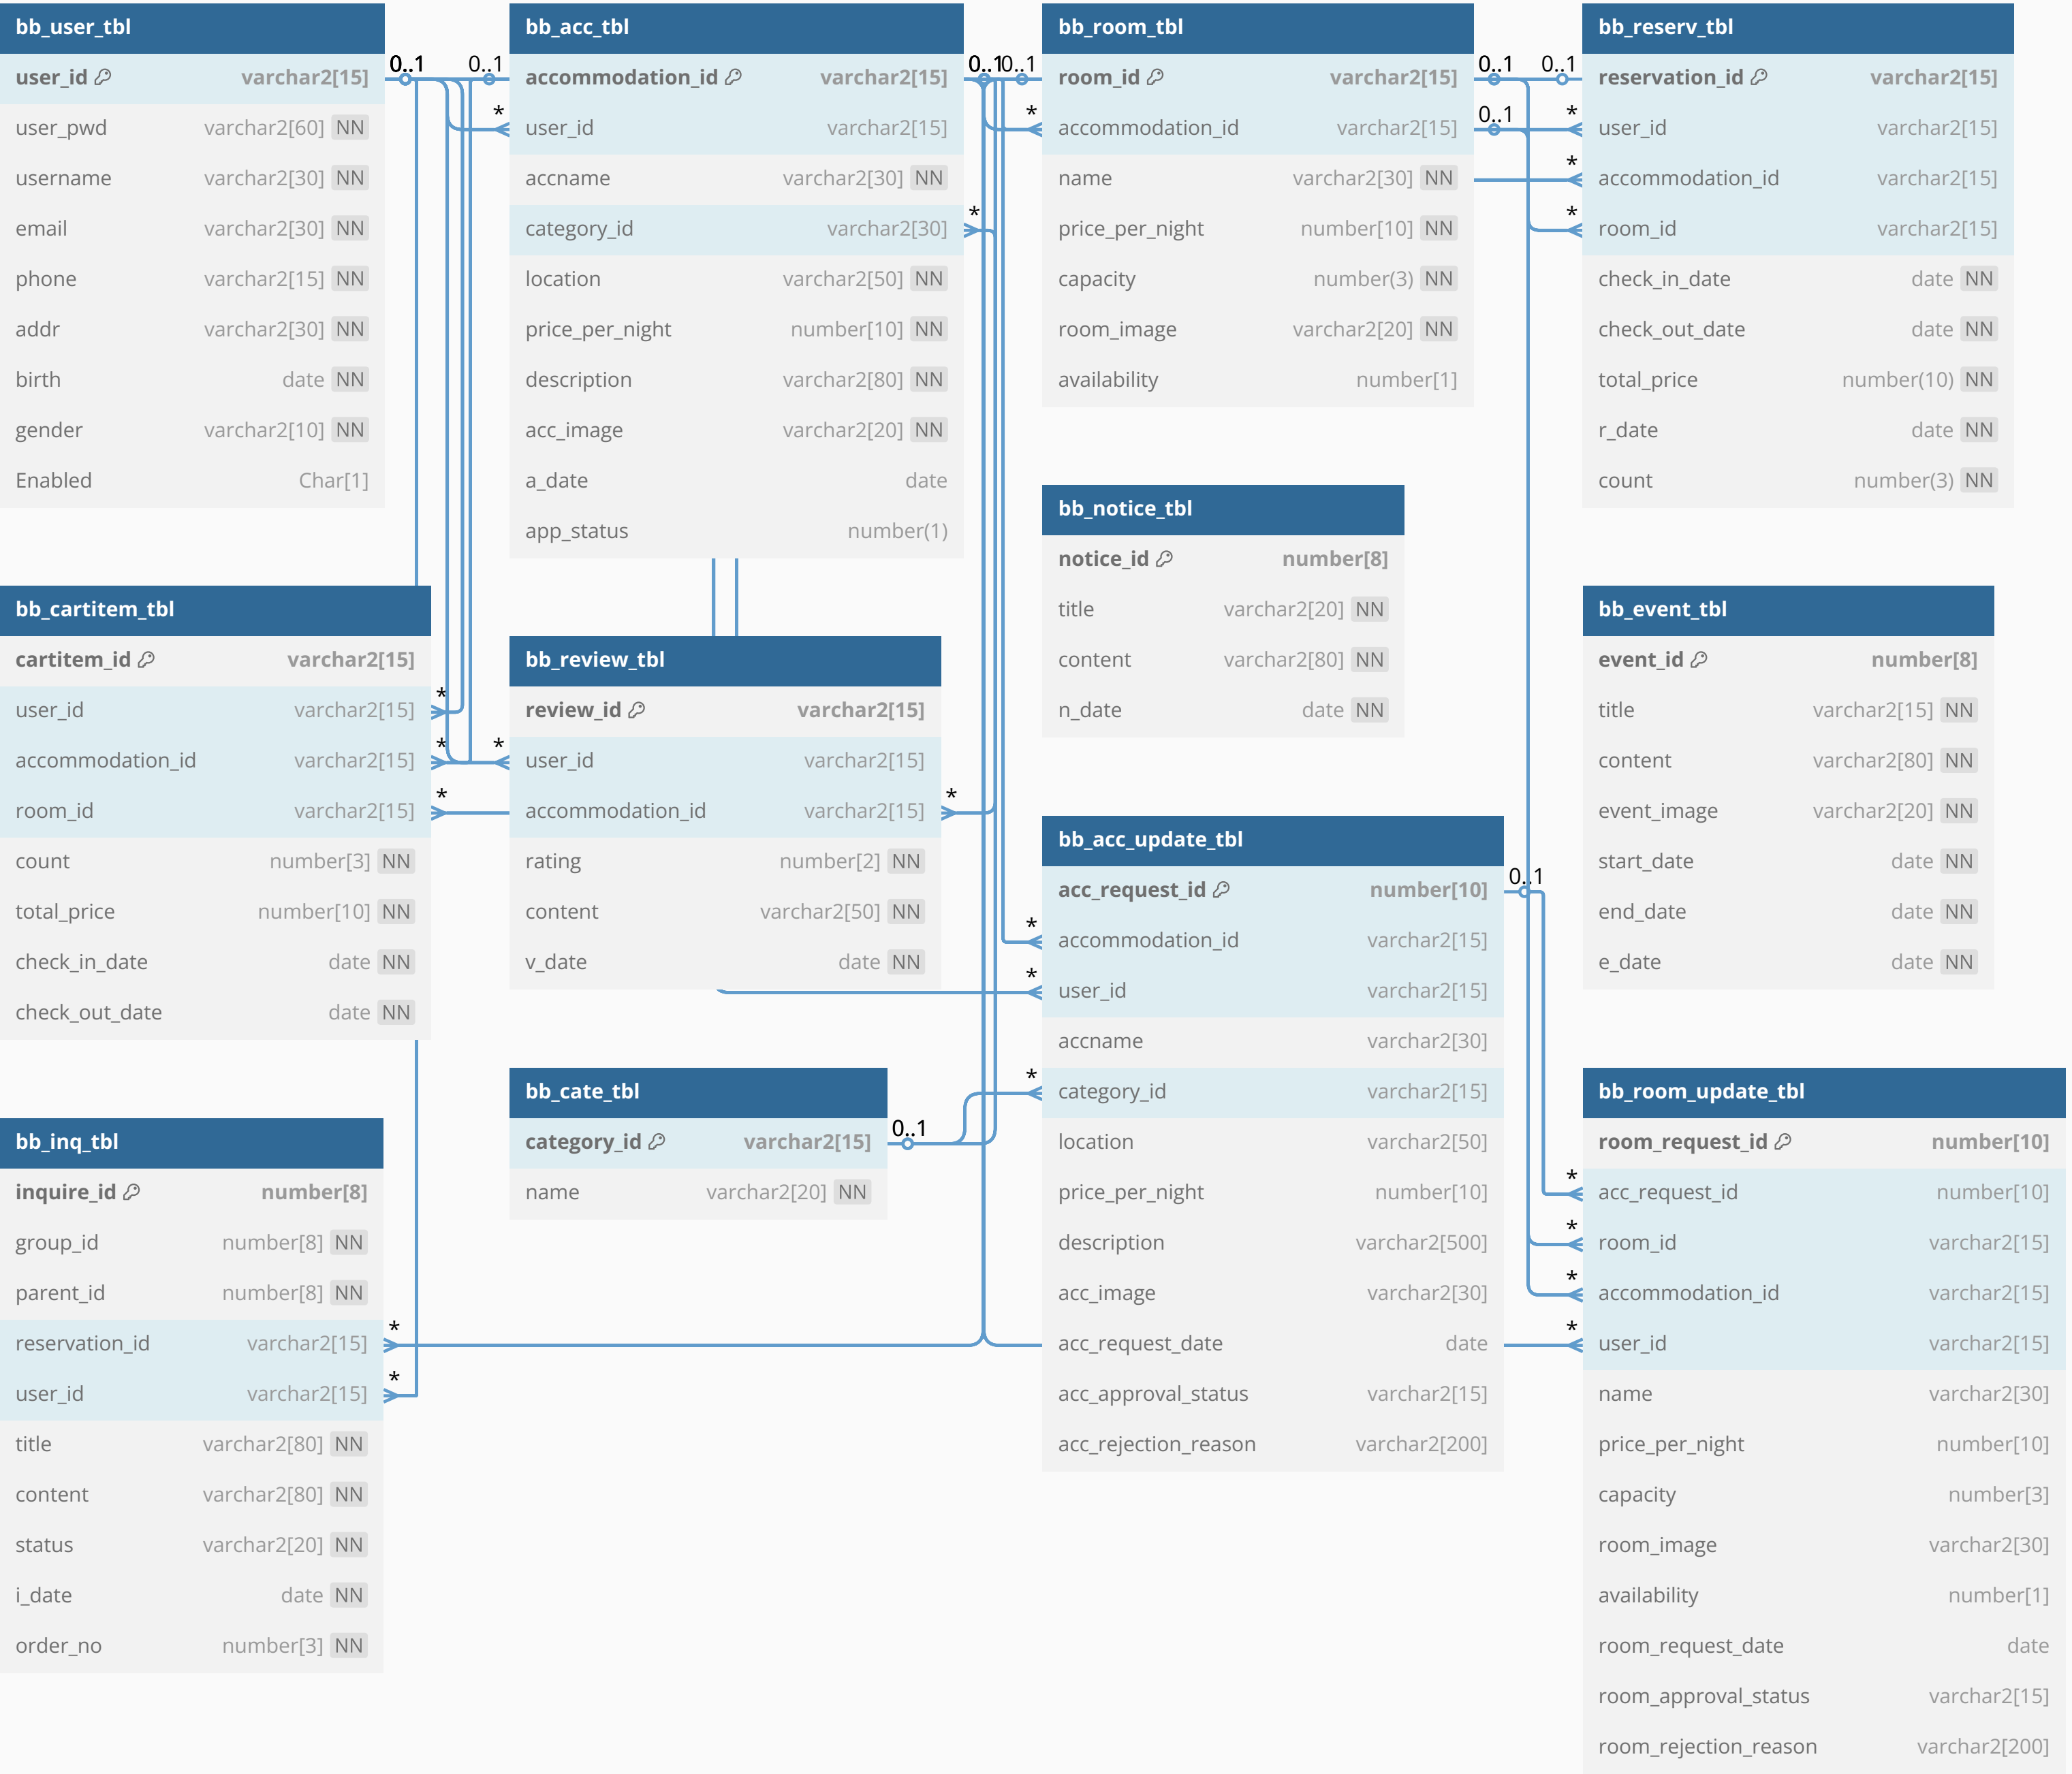 bb_user_tbl
user_id varchar2[15]
user_pwd varchar2[60] NN
username varchar2[30] NN
email varchar2[30] NN
phone varchar2[15] NN
addr varchar2[30] NN
birth date NN
gender varchar2[10] NN
Enabled Char[1]
0..1
0..1
*
bb_acc_tbl
accommodation_id varchar2[15]
user_id varchar2[15]
accname varchar2[30] NN
category_id varchar2[30]
location varchar2[50] NN
price_per_night number[10] NN
description varchar2[80] NN
acc_image varchar2[20] NN
a_date date
app_status number(1)
0..1
0..1
*
*
bb_room_tbl
room_id varchar2[15]
accommodation_id varchar2[15]
name varchar2[30] NN
price_per_night number[10] NN
capacity number(3) NN
room_image varchar2[20] NN
availability number[1]
0..1
0..1
0..1
*
*
*
bb_reserv_tbl
reservation_id varchar2[15]
user_id varchar2[15]
accommodation_id varchar2[15]
room_id varchar2[15]
check_in_date date NN
check_out_date date NN
total_price number(10) NN
r_date date NN
count number(3) NN
bb_cartitem_tbl
cartitem_id varchar2[15]
user_id varchar2[15]
accommodation_id varchar2[15]
room_id varchar2[15]
count number[3] NN
total_price number[10] NN
check_in_date date NN
check_out_date date NN
*
*
*
*
bb_review_tbl
review_id varchar2[15]
user_id varchar2[15]
accommodation_id varchar2[15]
rating number[2] NN
content varchar2[50] NN
v_date date NN
*
bb_notice_tbl
notice_id number[8]
title varchar2[20] NN
content varchar2[80] NN
n_date date NN
bb_event_tbl
event_id number[8]
title varchar2[15] NN
content varchar2[80] NN
event_image varchar2[20] NN
start_date date NN
end_date date NN
e_date date NN
*
*
*
bb_acc_update_tbl
acc_request_id number[10]
accommodation_id varchar2[15]
user_id varchar2[15]
accname varchar2[30]
category_id varchar2[15]
location varchar2[50]
price_per_night number[10]
description varchar2[500]
acc_image varchar2[30]
acc_request_date date
acc_approval_status varchar2[15]
acc_rejection_reason varchar2[200]
0..1
bb_cate_tbl
category_id varchar2[15]
name varchar2[20] NN
0..1
bb_inq_tbl
inquire_id number[8]
group_id number[8] NN
parent_id number[8] NN
reservation_id varchar2[15]
user_id varchar2[15]
title varchar2[80] NN
content varchar2[80] NN
status varchar2[20] NN
i_date date NN
order_no number[3] NN
*
*
*
*
*
*
bb_room_update_tbl
room_request_id number[10]
acc_request_id number[10]
room_id varchar2[15]
accommodation_id varchar2[15]
user_id varchar2[15]
name varchar2[30]
price_per_night number[10]
capacity number[3]
room_image varchar2[30]
availability number[1]
room_request_date date
room_approval_status varchar2[15]
room_rejection_reason varchar2[200]